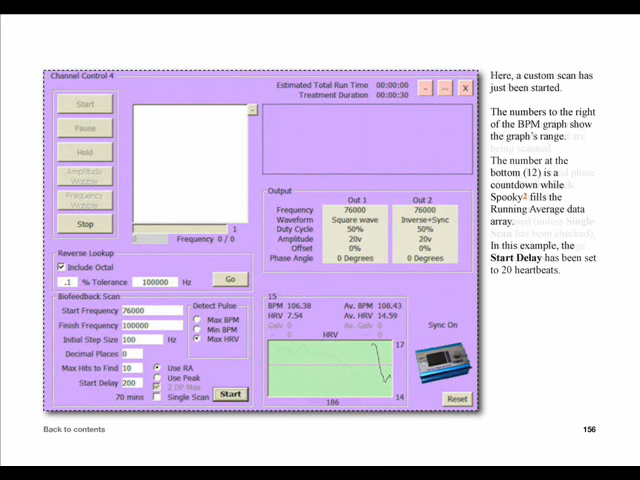 Channel Control 4
Estimated Total Run Time 00:00:00
Treatment Duration 00:00:30
- ~ X
Start
Pause
Hold
Amplitude Wobble
Frequency Wobble
Stop
-
1
0 Frequency 0 / 0
Output
Out 1 Out 2
Frequency 76000 76000
Waveform Square wave Inverse+Sync
Duty Cycle 50% 50%
Amplitude 20v 20v
Offset 0% 0%
Phase Angle 0 Degrees 0 Degrees
Reverse Lookup
Include Octal
.1 % Tolerance 100000 Hz Go
Biofeedback Scan
Start Frequency 76000
Finish Frequency 100000
Initial Step Size 100 Hz
Decimal Places 0
Max Hits to Find 10
Start Delay 200
70 mins
Detect Pulse
Max BPM
Min BPM
Max HRV
Use RA
Use Peak
2 DP Max
Single Scan
Start
15
BPM 106.38 Av. BPM 108.43
HRV 7.54 Av. HRV 14.59
Galv 0 Av. Galv 0
- 0 HRV - 0
17
14
186
Sync On
Reset
Here, a custom scan has
just been started.
The numbers to the right
of the BPM graph show
the graph's range.
The number at the
bottom (12) is a
countdown while
Spooky² fills the
Running Average data
array.
In this example, the
Start Delay has been set
to 20 heartbeats.
Back to contents
156